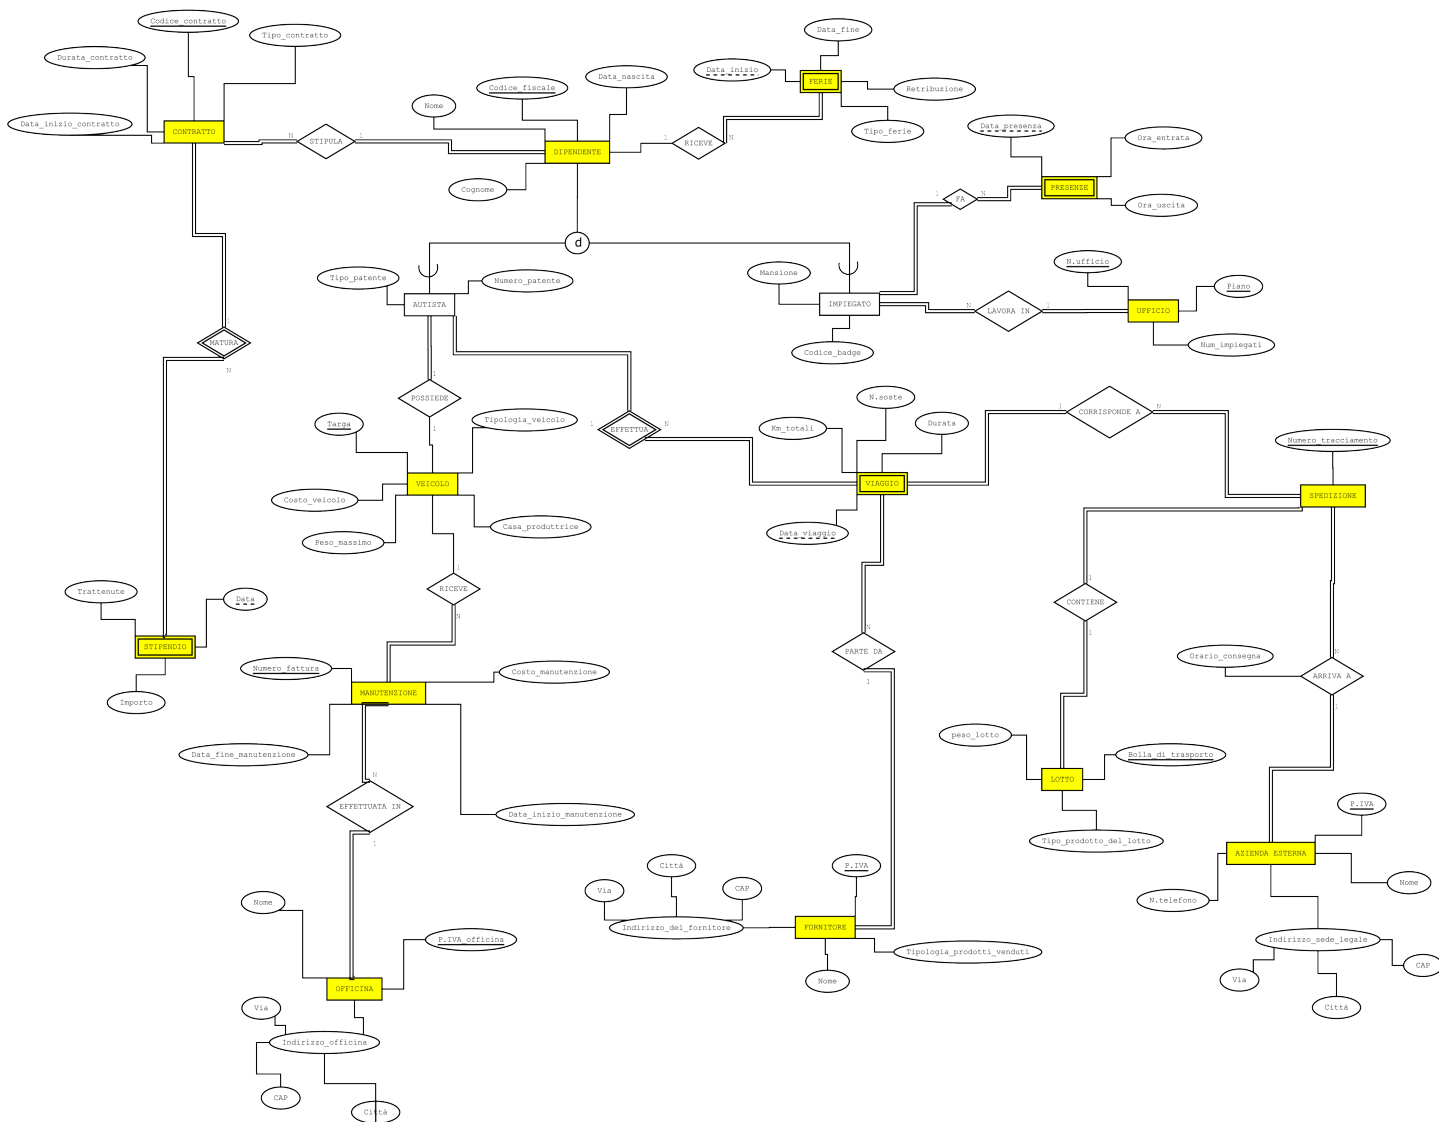 Codice_contratto
Tipo_contratto
Durata_contratto
Data_inizio_contratto
CONTRATTO
N
STIPULA
1
Nome
Codice_fiscale
Data_nascita
DIPENDENTE
Cognome
1
RICEVE
N
Data_fine
Data_inizio
FERIE
Retribuzione
Tipo_ferie
Data_presenza
Ora_entrata
PRESENZE
Ora_uscita
1
FA
N
d
Tipo_patente
Numero_patente
AUTISTA
Mansione
IMPIEGATO
Codice_badge
N
LAVORA IN
1
N.ufficio
Piano
UFFICIO
Num_impiegati
1
MATURA
N
1
POSSIEDE
1
1
EFFETTUA
N
Targa
Tipologia_veicolo
VEICOLO
Costo_veicolo
Peso_massimo
Casa_produttrice
N.soste
Km_totali
Durata
VIAGGIO
Data_viaggio
1
CORRISPONDE A
N
Numero_tracciamento
SPEDIZIONE
1
RICEVE
N
1
CONTIENE
1
Trattenute
Data
STIPENDIO
Importo
N
PARTE DA
1
Orario_consegna
N
ARRIVA A
1
Numero_fattura
Costo_manutenzione
MANUTENZIONE
Data_fine_manutenzione
Data_inizio_manutenzione
N
EFFETTUATA IN
1
peso_lotto
Bolla_di_trasporto
LOTTO
Tipo_prodotto_del_lotto
P.IVA
AZIENDA ESTERNA
Nome
N.telefono
Indirizzo_sede_legale
Via
CAP
Città
Città
P.IVA
Via
CAP
Indirizzo_del_fornitore
FORNITORE
Tipologia_prodotti_venduti
Nome
Nome
P.IVA_officina
OFFICINA
Via
Indirizzo_officina
CAP
Città